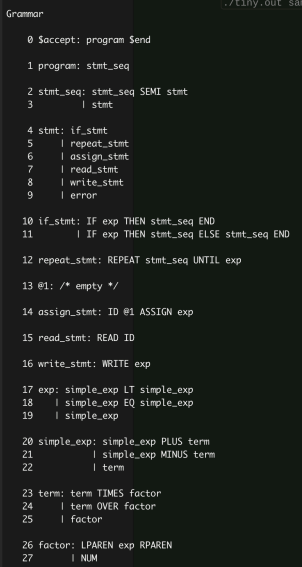 ./tiny.out sam
Grammar
0 $accept: program $end
1 program: stmt_seq
2 stmt_seq: stmt_seq SEMI stmt
3 | stmt
4 stmt: if_stmt
5 | repeat_stmt
6 | assign_stmt
7 | read_stmt
8 | write_stmt
9 | error
10 if_stmt: IF exp THEN stmt_seq END
11 | IF exp THEN stmt_seq ELSE stmt_seq END
12 repeat_stmt: REPEAT stmt_seq UNTIL exp
13 @1: /* empty */
14 assign_stmt: ID @1 ASSIGN exp
15 read_stmt: READ ID
16 write_stmt: WRITE exp
17 exp: simple_exp LT simple_exp
18 | simple_exp EQ simple_exp
19 | simple_exp
20 simple_exp: simple_exp PLUS term
21 | simple_exp MINUS term
22 | term
23 term: term TIMES factor
24 | term OVER factor
25 | factor
26 factor: LPAREN exp RPAREN
27 | NUM